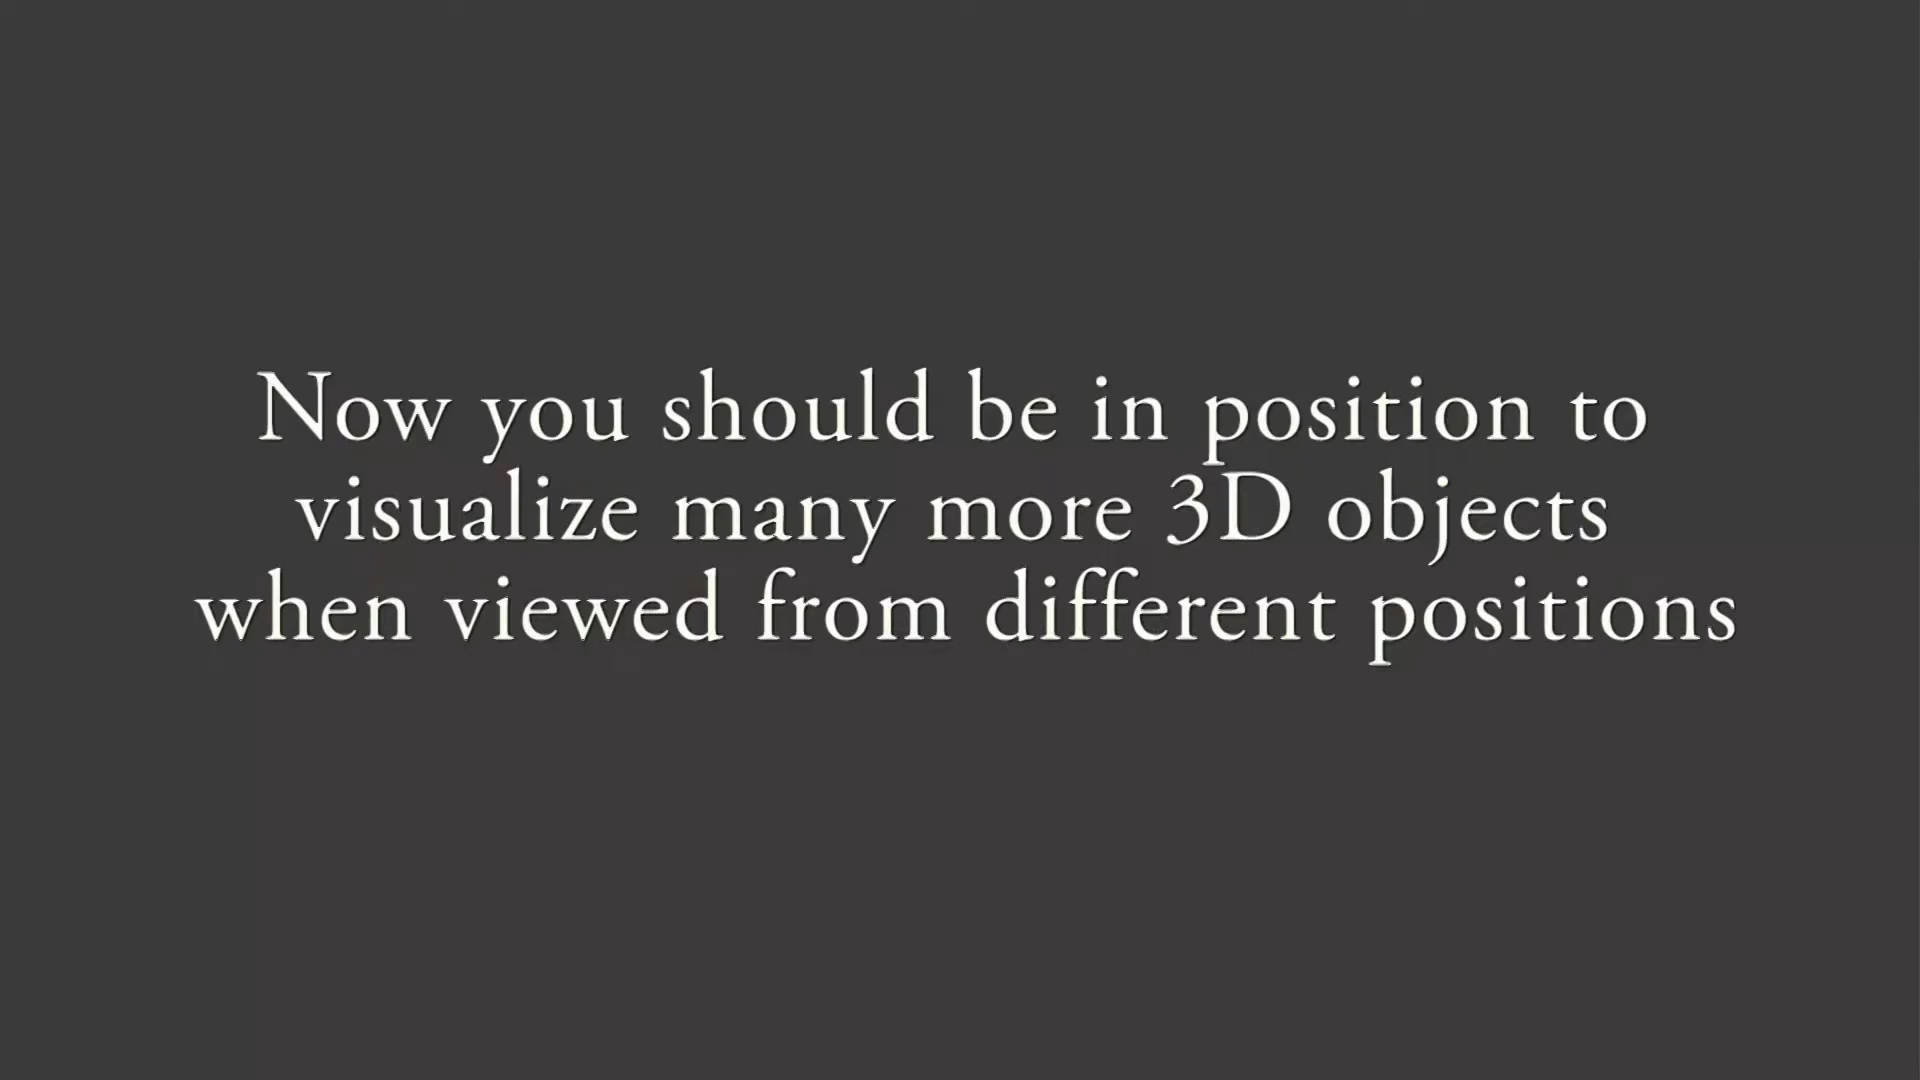 Now you should be in position to
visualize many more 3D objects
when viewed from different positions